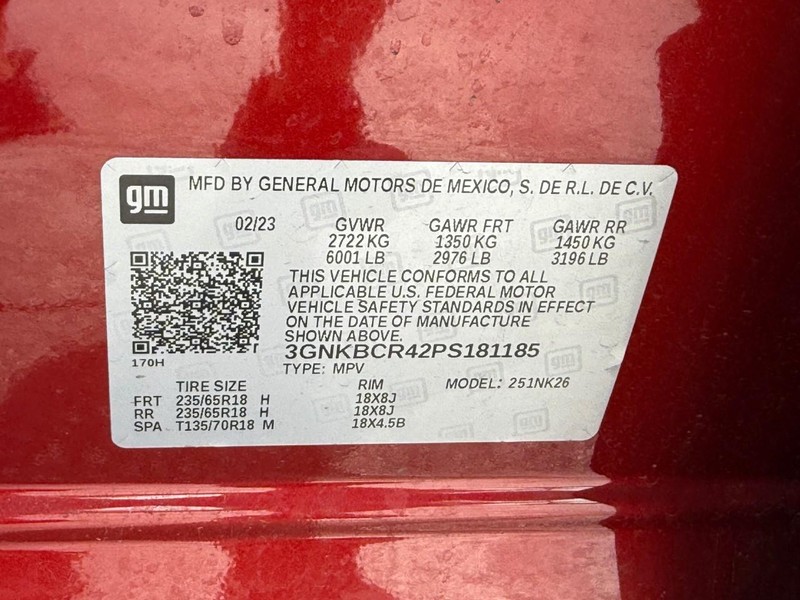 gm
MFD BY GENERAL MOTORS DE MEXICO, S. DE R.L. DE C.V.
02/23 GVWR GAWR FRT GAWR RR
2722 KG 1350 KG 1450 KG
6001 LB 2976 LB 3196 LB
THIS VEHICLE CONFORMS TO ALL
APPLICABLE U.S. FEDERAL MOTOR
VEHICLE SAFETY STANDARDS IN EFFECT
ON THE DATE OF MANUFACTURE
SHOWN ABOVE.
3GNKBCR42PS181185
170H
TYPE: MPV
TIRE SIZE RIM MODEL: 251NK26
FRT 235/65R18 H 18X8J
RR 235/65R18 H 18X8J
SPA T135/70R18 M 18X4.5B